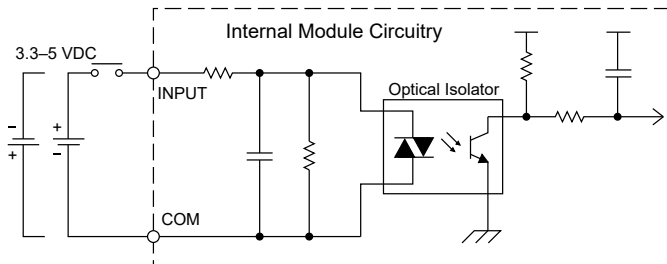 Internal Module Circuitry
3.3–5 VDC
INPUT
Optical Isolator
– +
+ –
COM